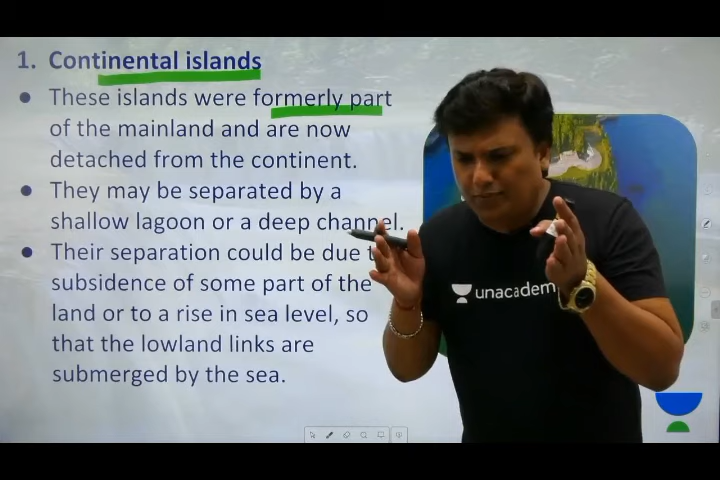 1. Continental islands
● These islands were formerly part
of the mainland and are now
detached from the continent.
● They may be separated by a
shallow lagoon or a deep channel.
● Their separation could be due t
subsidence of some part of the
land or to a rise in sea level, so
that the lowland links are
submerged by the sea.
unacadem